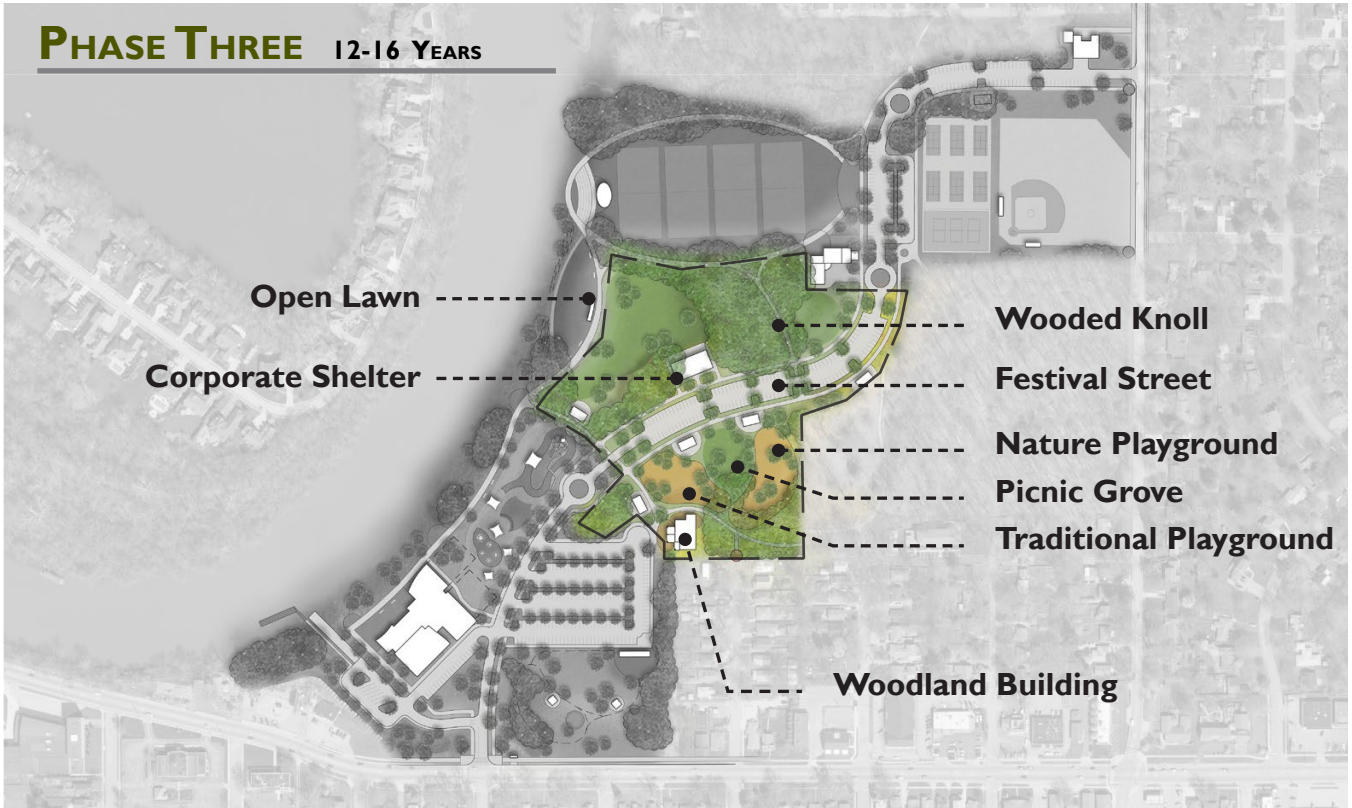 PHASE THREE 12-16 YEARS
Open Lawn
Corporate Shelter
Wooded Knoll
Festival Street
Nature Playground
Picnic Grove
Traditional Playground
Woodland Building